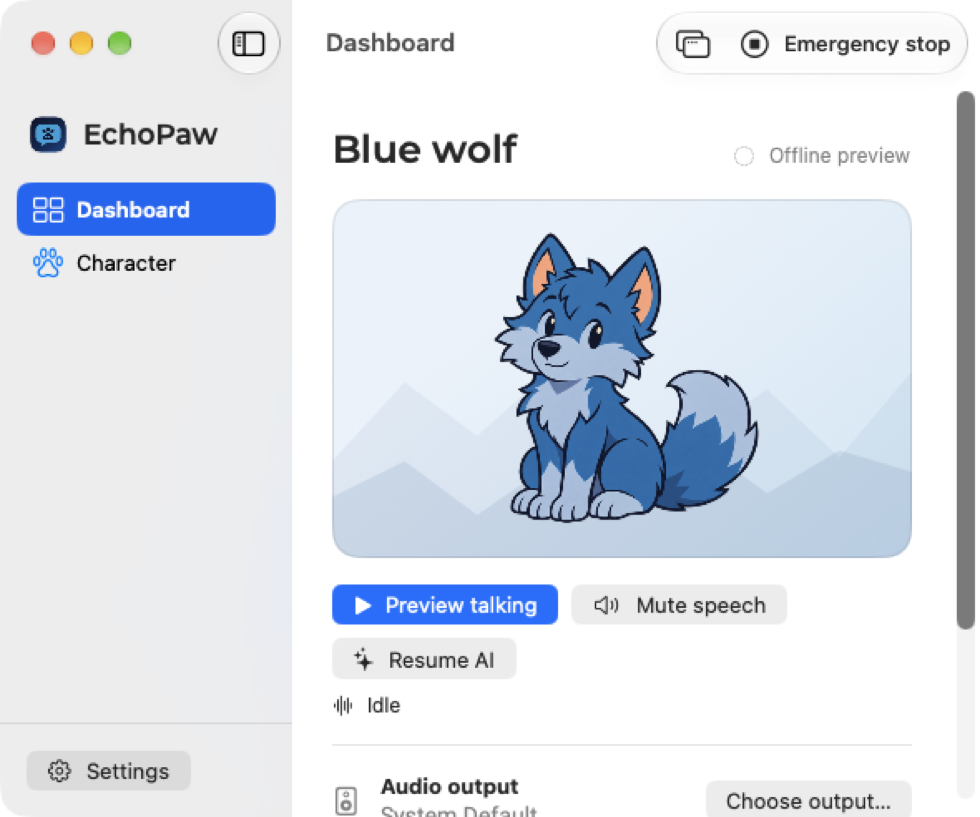 Dashboard
Emergency stop
EchoPaw
Dashboard
Character
Settings
Blue wolf
Offline preview
Preview talking
Mute speech
Resume AI
Idle
Audio output
System Default
Choose output...